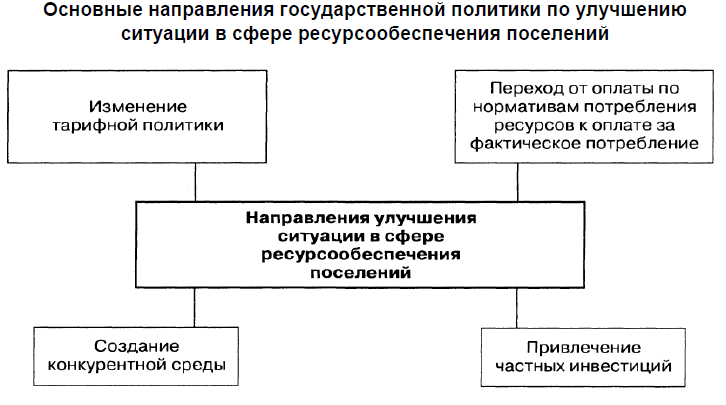 Основные направления государственной политики по улучшению
ситуации в сфере ресурсообеспечения поселений
Изменение
тарифной политики
Переход от оплаты по
нормативам потребления
ресурсов к оплате за
фактическое потребление
Направления улучшения
ситуации в сфере
ресурсообеспечения
поселений
Создание
конкурентной среды
Привлечение
частных инвестиций